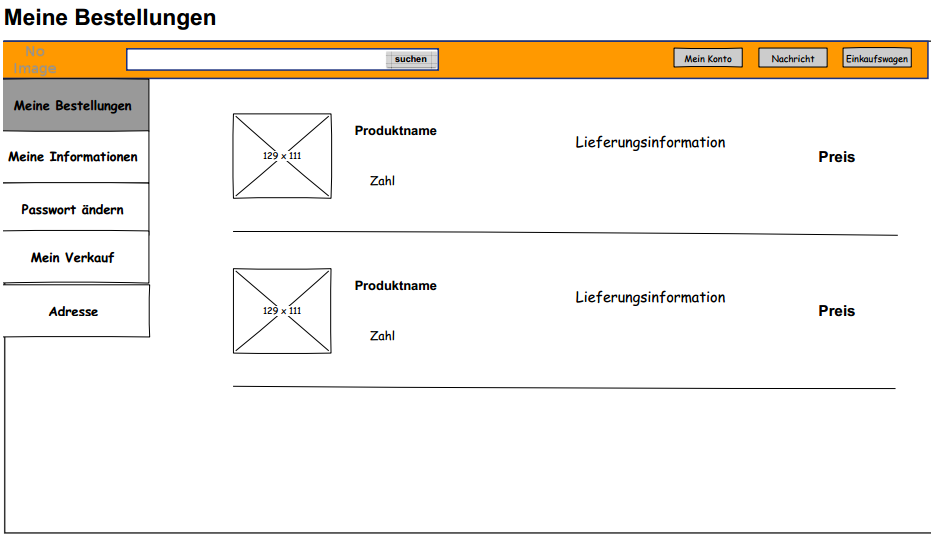 Meine Bestellungen
No
Image
suchen
Mein Konto
Nachricht
Einkaufswagen
Meine Bestellungen
Meine Informationen
Passwort ändern
Mein Verkauf
Adresse
129 x 111
Produktname
Zahl
Lieferungsinformation
Preis
129 x 111
Produktname
Zahl
Lieferungsinformation
Preis